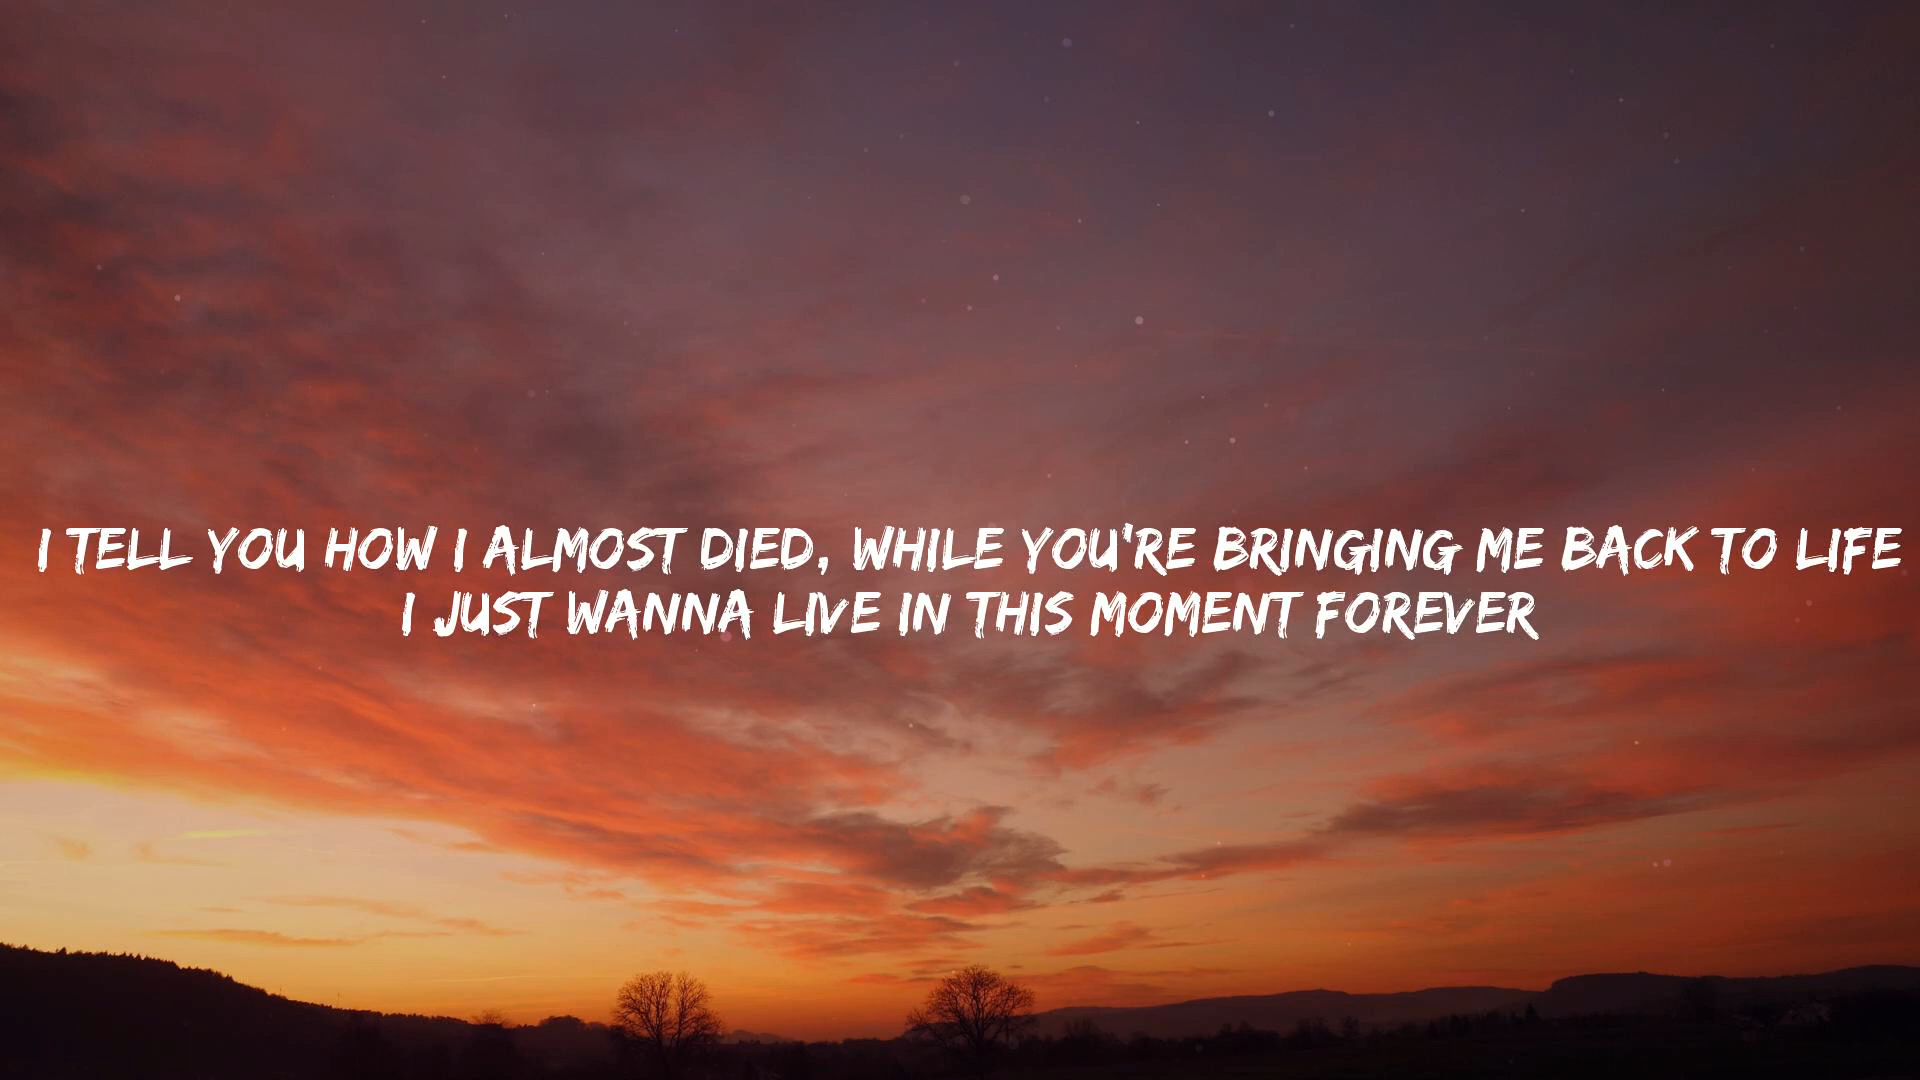 I TELL YOU HOW I ALMOST DIED, WHILE YOU'RE BRINGING ME BACK TO LIFE
I JUST WANNA LIVE IN THIS MOMENT FOREVER